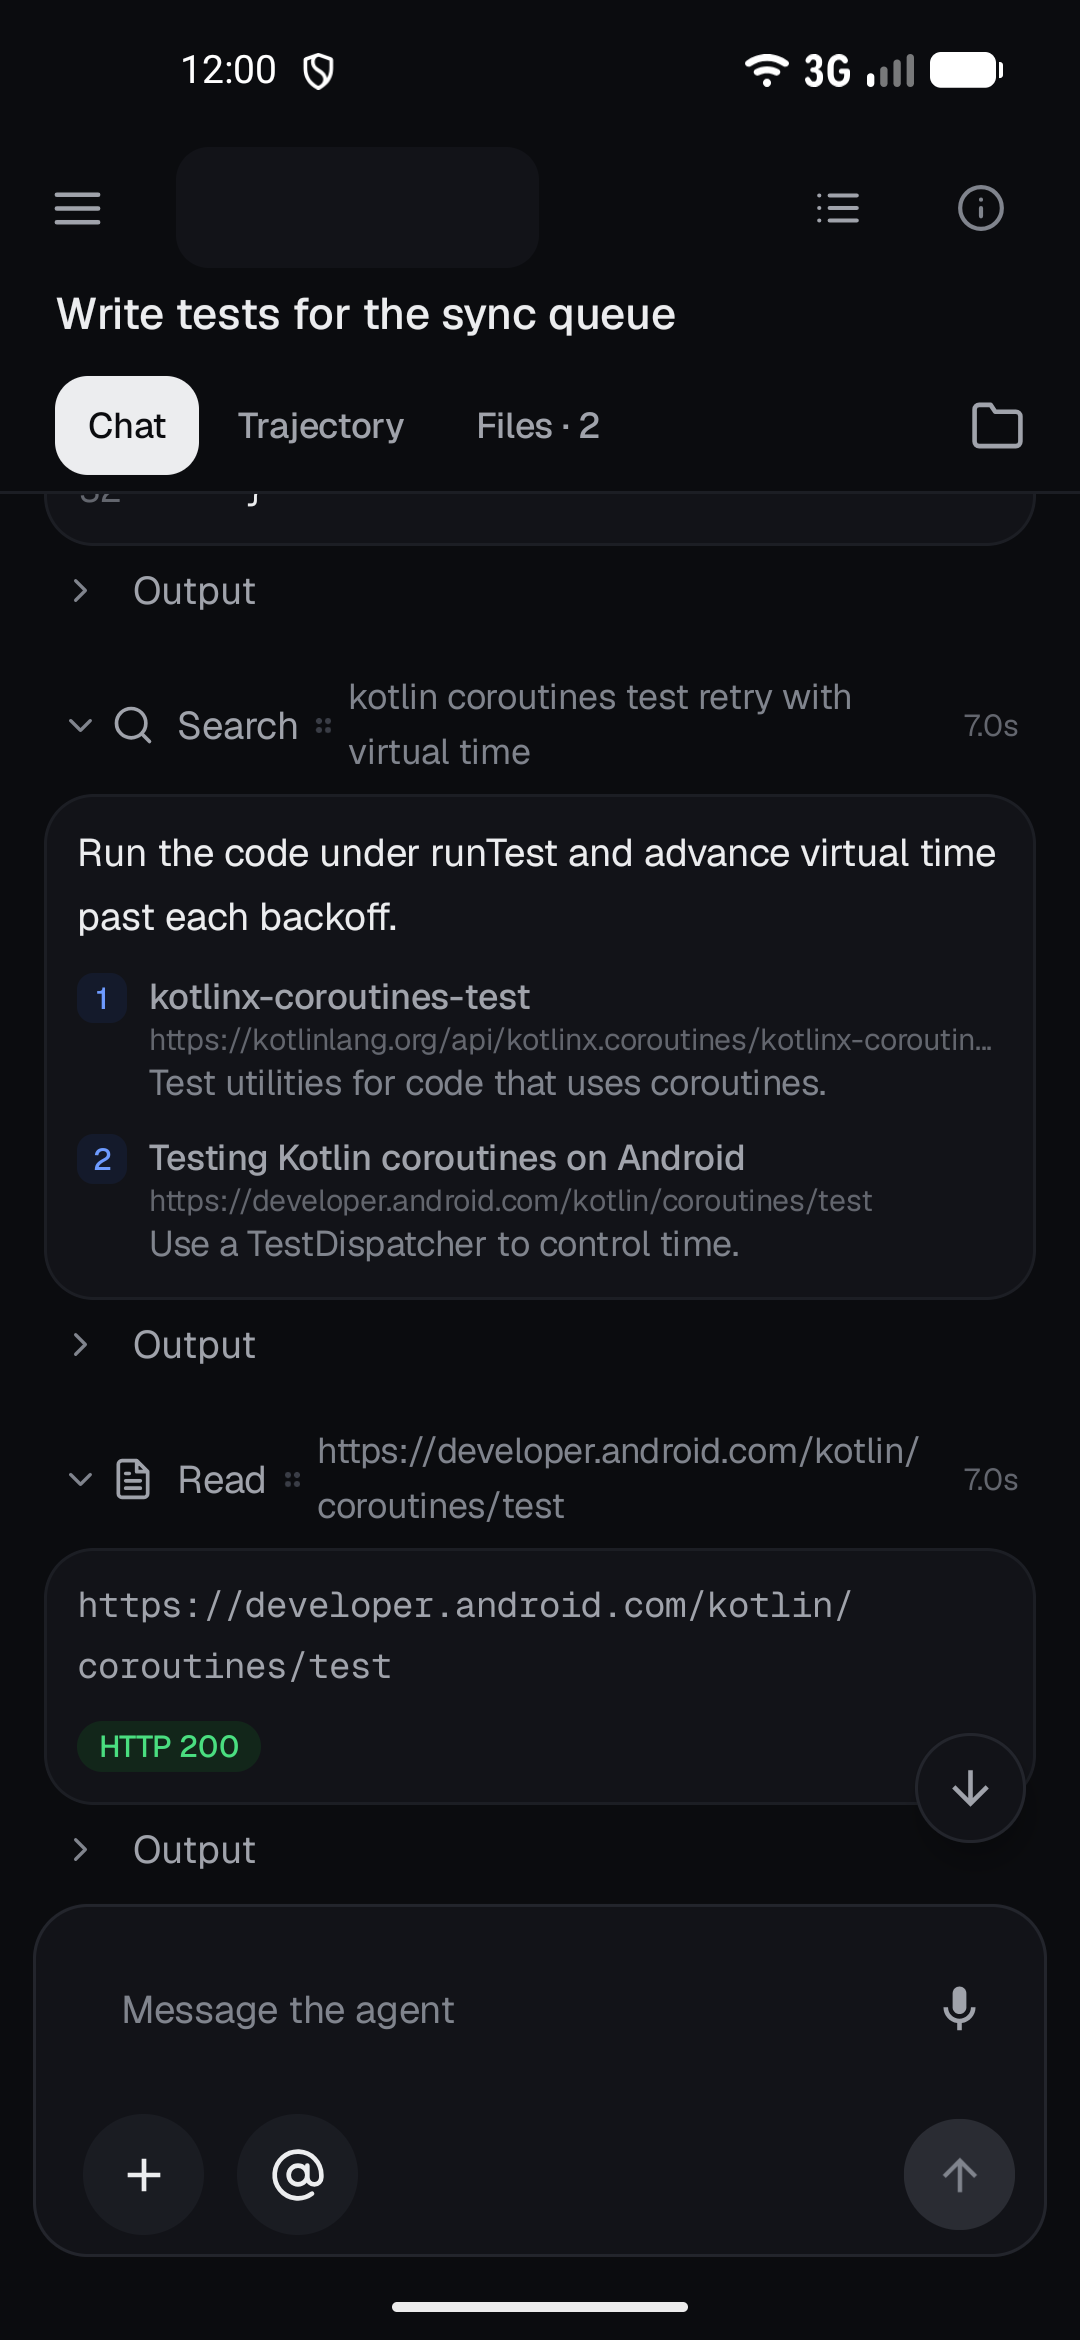 12:00
3G
Write tests for the sync queue
Chat
Trajectory
Files · 2
Output
Search
kotlin coroutines test retry with
virtual time
7.0s
Run the code under runTest and advance virtual time
past each backoff.
1
kotlinx-coroutines-test
https://kotlinlang.org/api/kotlinx.coroutines/kotlinx-coroutin…
Test utilities for code that uses coroutines.
2
Testing Kotlin coroutines on Android
https://developer.android.com/kotlin/coroutines/test
Use a TestDispatcher to control time.
Output
Read
https://developer.android.com/kotlin/
coroutines/test
7.0s
https://developer.android.com/kotlin/
coroutines/test
HTTP 200
Output
Message the agent